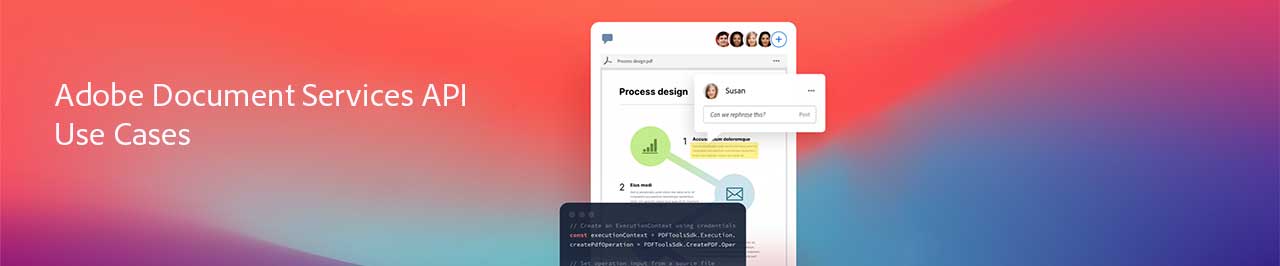 Adobe Document Services API
Use Cases
Process design.pdf
Process design
Susan
Can we rephrase this?
Post
1
doloremque
2 Eius modi
// Create an ExecutionContext using credentials
const executionContext = PDFToolsSdk.Execution.
createPdfOperation = PDFToolsSdk.CreatePDF.Oper
// Set operation input from a source file